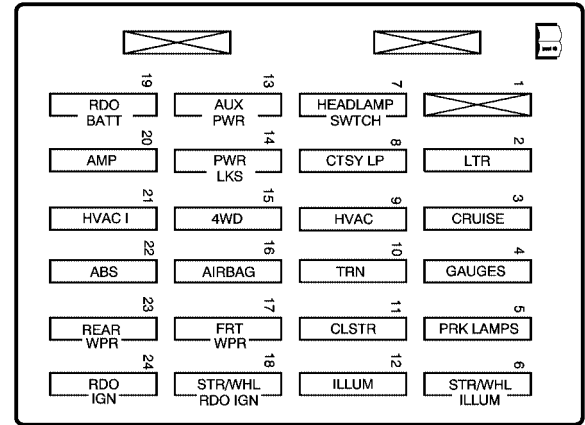 19 13 7 1
RDO AUX HEADLAMP
BATT PWR SWTCH
20 14 8 2
AMP PWR CTSY LP LTR
LKS
21 15 9 3
HVAC I 4WD HVAC CRUISE
22 16 10 4
ABS AIRBAG TRN GAUGES
23 17 11 5
REAR FRT CLSTR PRK LAMPS
WPR WPR
24 18 12 6
RDO STR/WHL ILLUM STR/WHL
IGN RDO IGN ILLUM